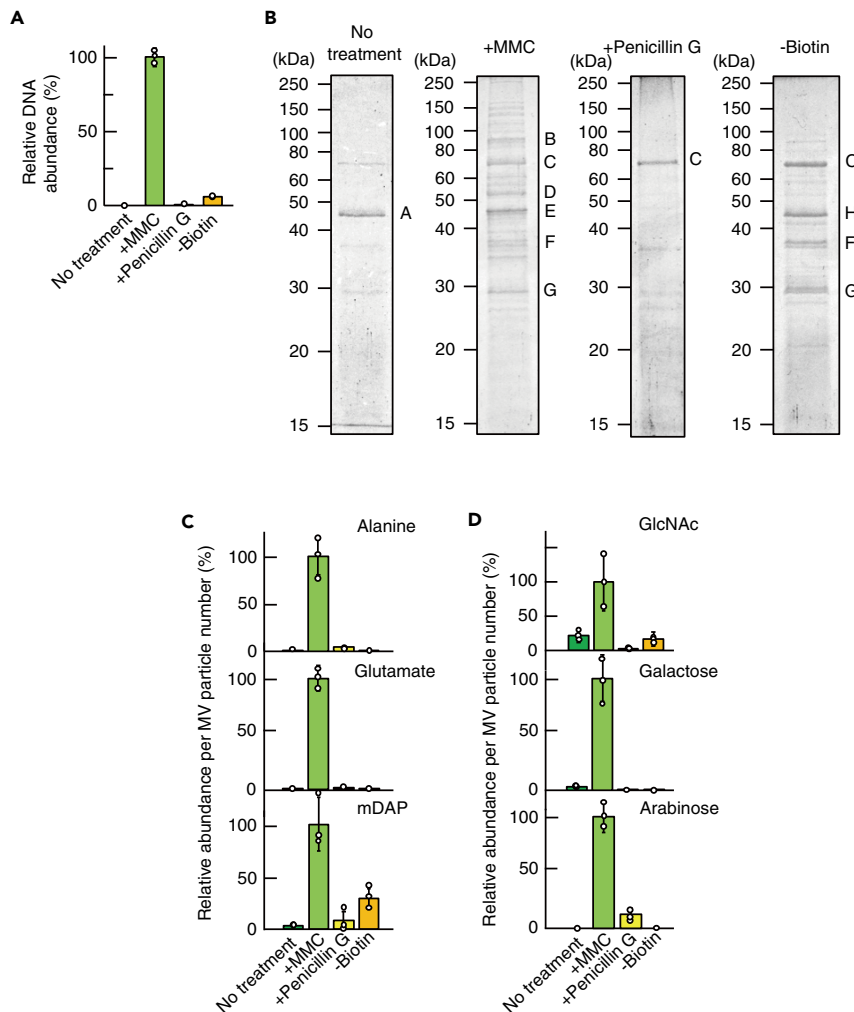 A
Relative DNA
abundance (%)
100
50
0
No treatment
+MMC
+Penicillin G
-Biotin
B
No
treatment
(kDa)
250
150
100
80
60
50
40
30
20
15
A
+MMC
(kDa)
250
150
100
80
60
50
40
30
20
15
B
C
D
E
F
G
+Penicillin G
(kDa)
250
150
100
80
60
50
40
30
20
15
C
-Biotin
(kDa)
250
150
100
80
60
50
40
30
20
15
C
H
F
G
C
Relative abundance per MV particle number (%)
Alanine
100
50
0
Glutamate
100
50
0
mDAP
100
50
0
No treatment
+MMC
+Penicillin G
-Biotin
D
Relative abundance per MV particle number (%)
GlcNAc
100
50
0
Galactose
100
50
0
Arabinose
100
50
0
No treatment
+MMC
+Penicillin G
-Biotin